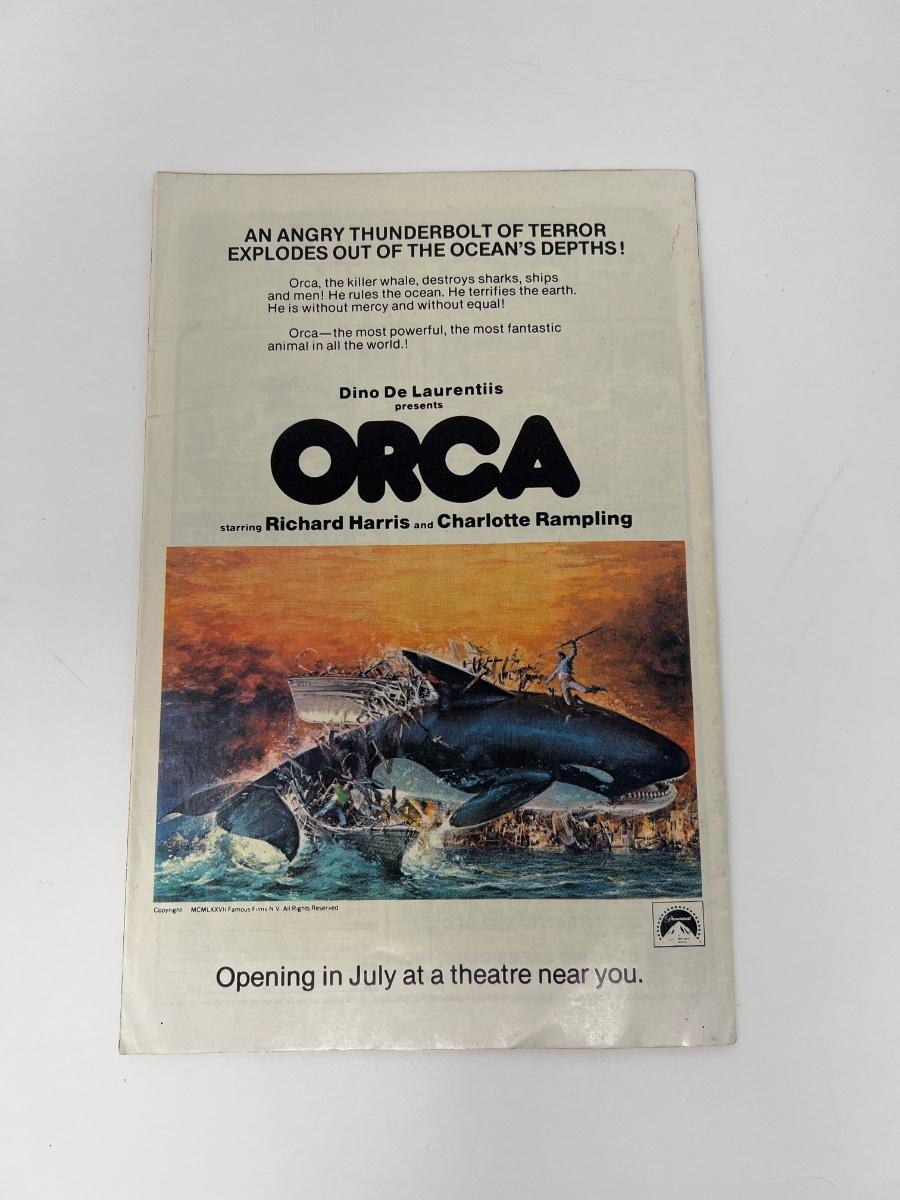 AN ANGRY THUNDERBOLT OF TERROR
EXPLODES OUT OF THE OCEAN'S DEPTHS!
Orca, the killer whale, destroys sharks, ships
and men! He rules the ocean. He terrifies the earth.
He is without mercy and without equal!
Orca—the most powerful, the most fantastic
animal in all the world.!
Dino De Laurentiis
presents
ORCA
starring Richard Harris and Charlotte Rampling
Copyright MCMLXXVII Famous Films N V All Rights Reserved
Paramount
Opening in July at a theatre near you.